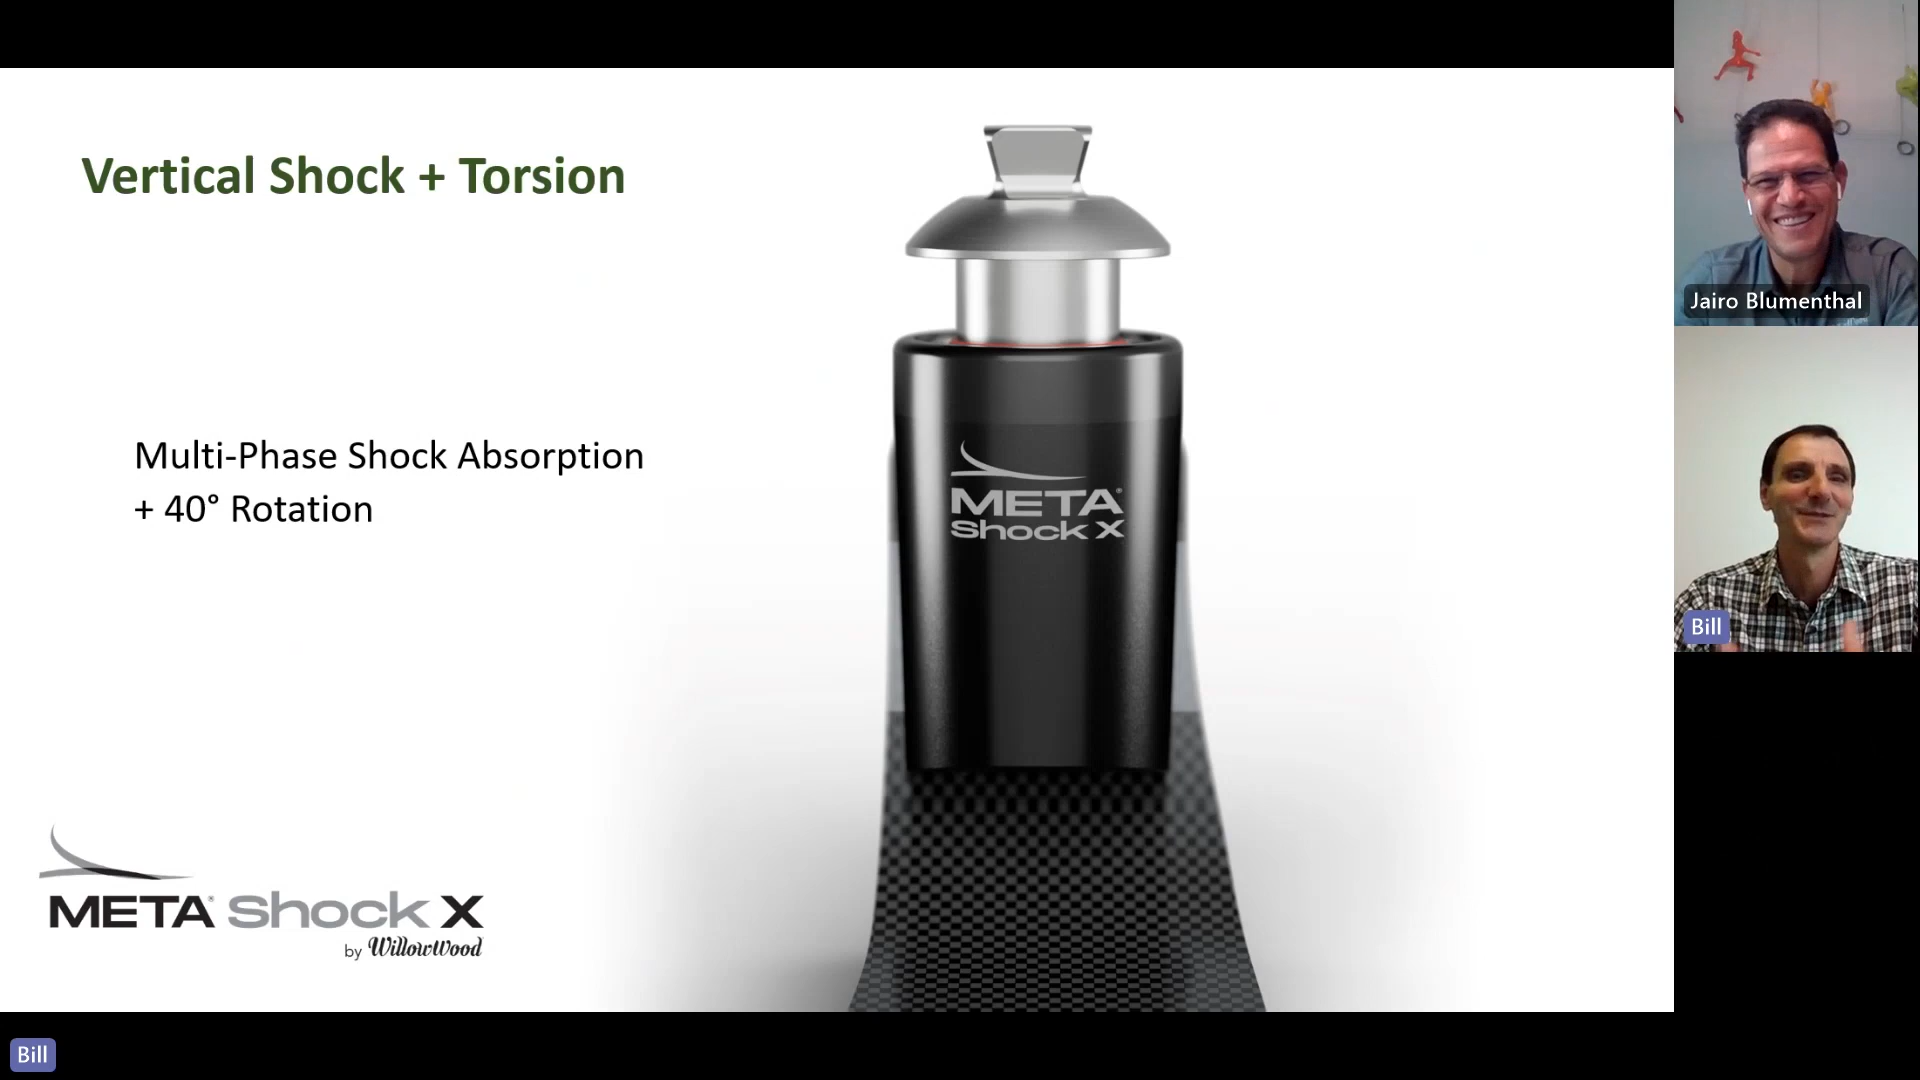 Vertical Shock + Torsion
Multi-Phase Shock Absorption
+ 40° Rotation
META®
Shock X
META® Shock X
by WillowWood
Jairo Blumenthal
Bill
Bill